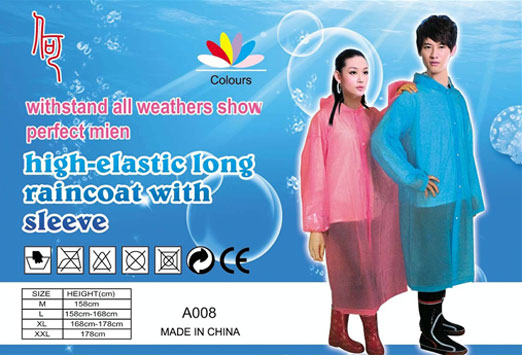 Colours
withstand all weathers show
perfect mien
high-elastic long
raincoat with
sleeve
CE
SIZE HEIGHT(cm)
M 158cm
L 158cm-168cm
XL 168cm-178cm
XXL 178cm
A008
MADE IN CHINA